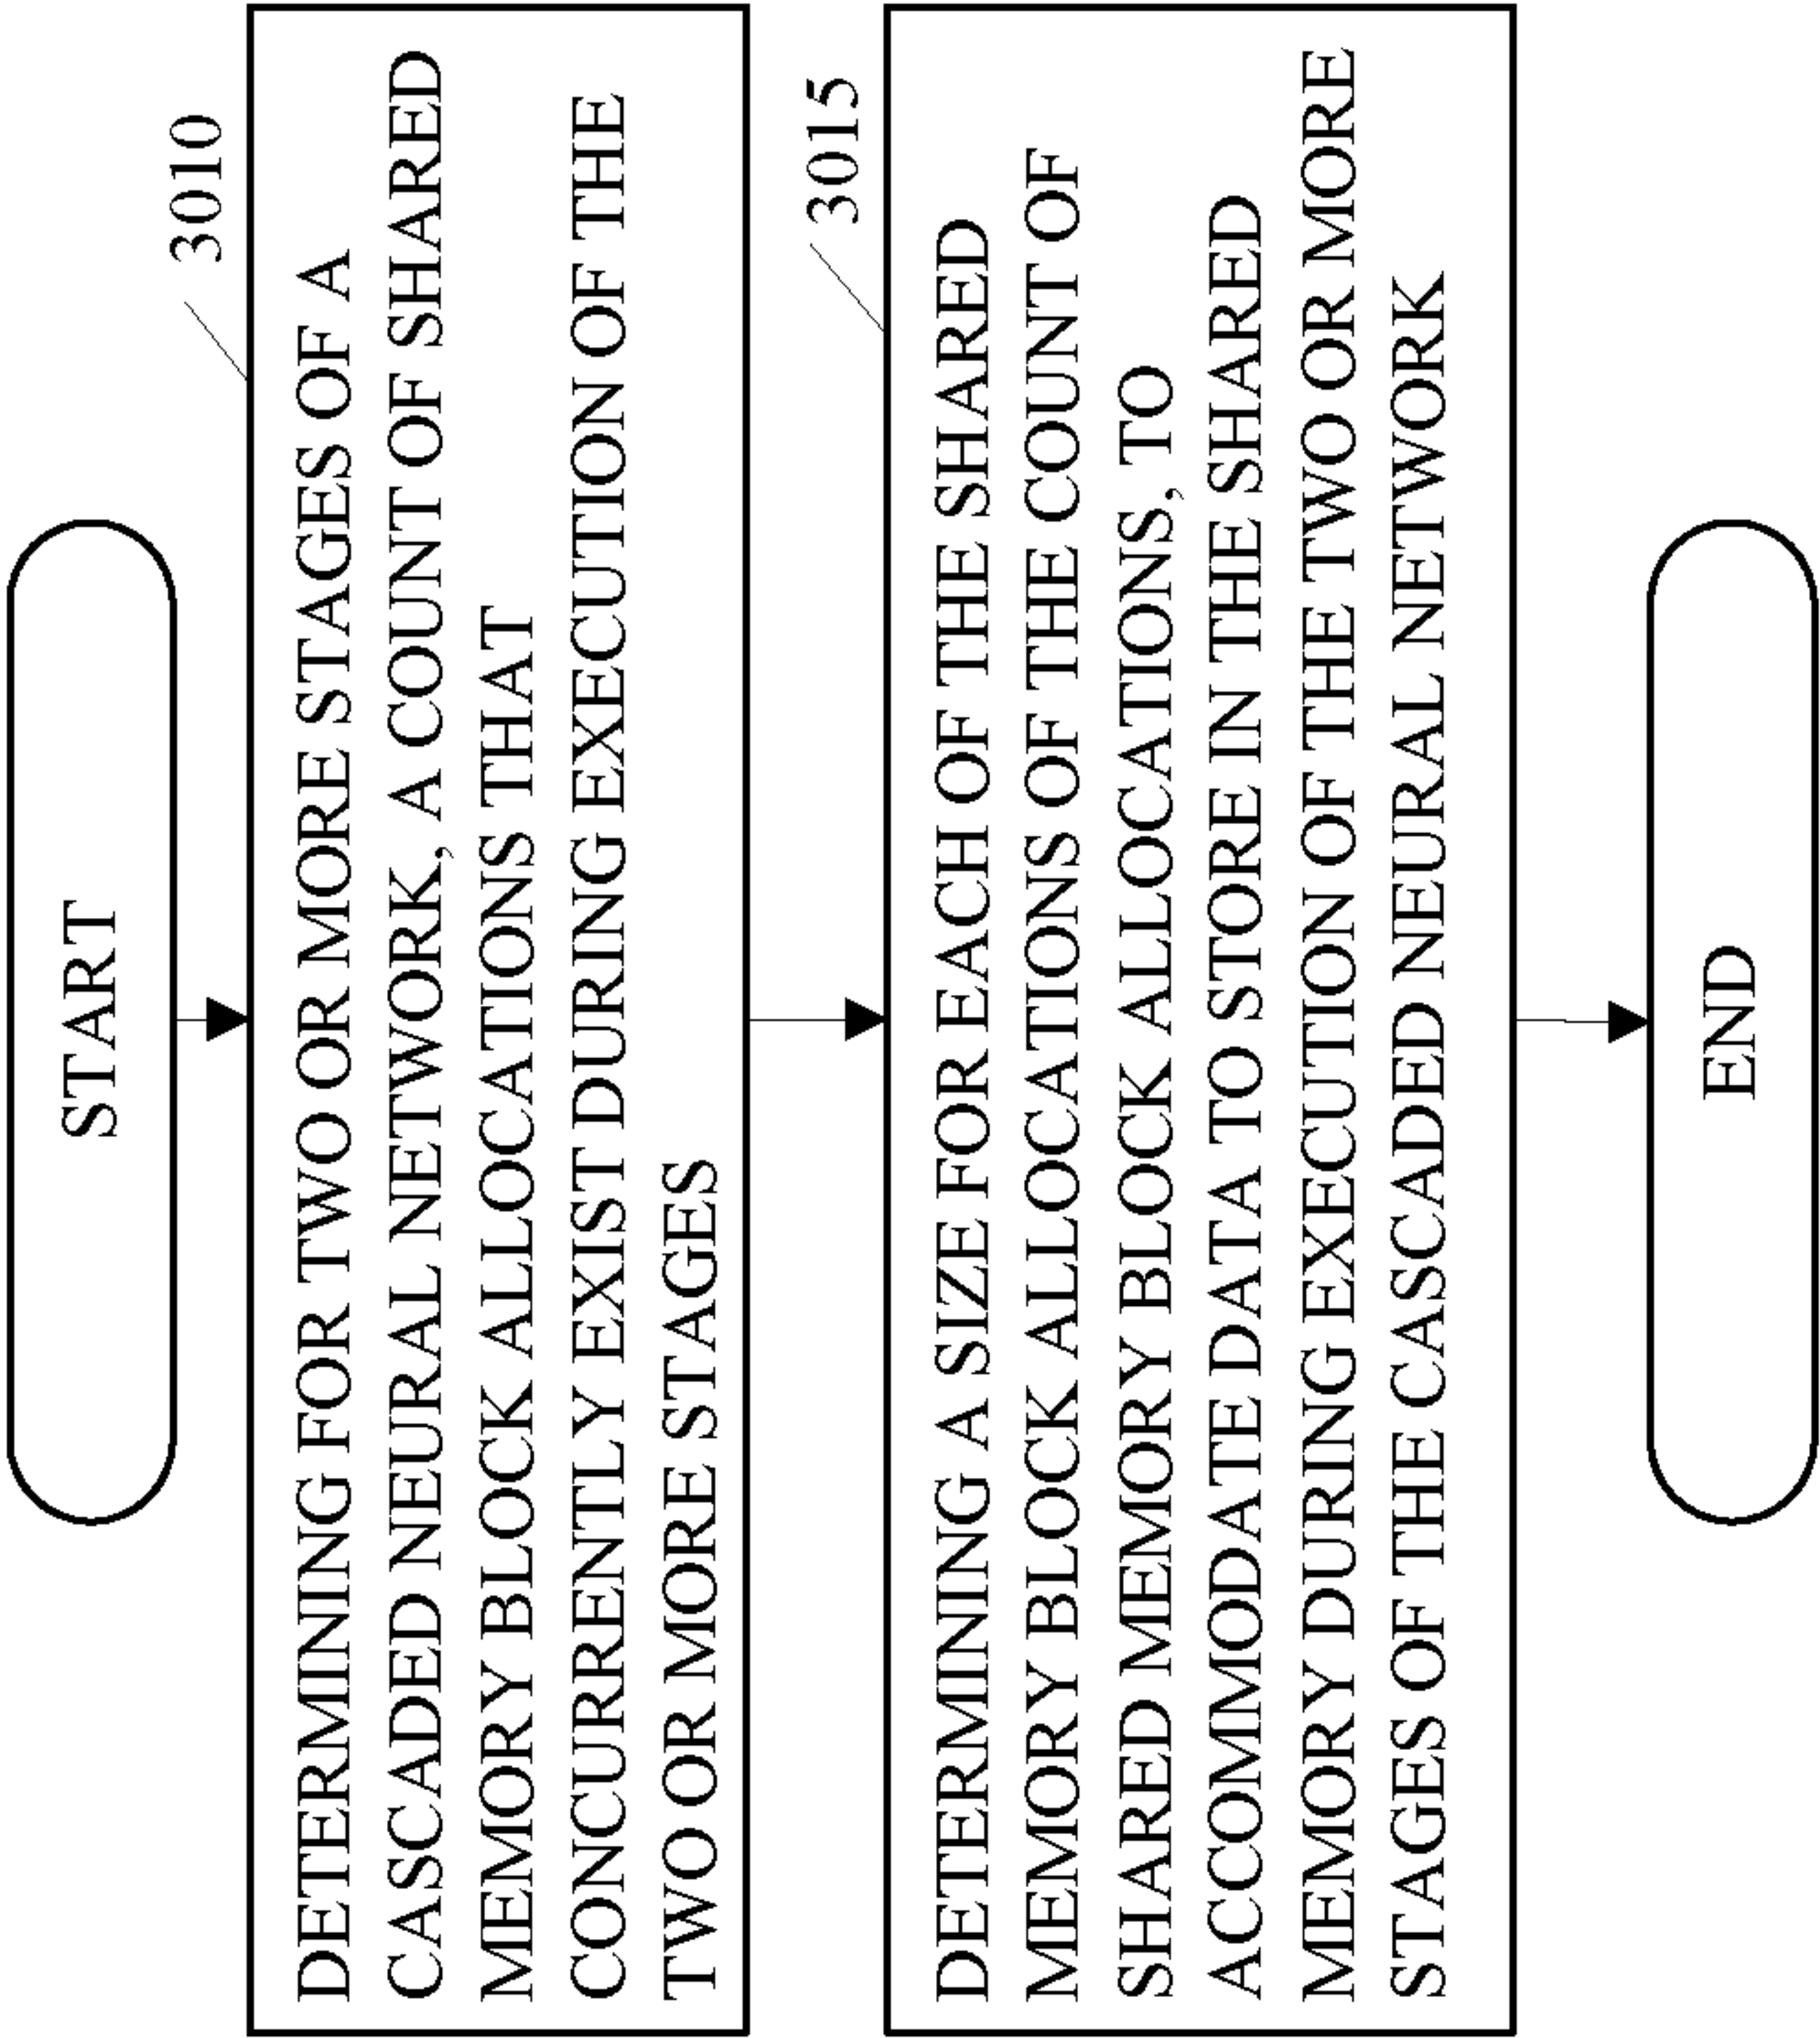 START
3010
DETERMINING FOR TWO OR MORE STAGES OF A
CASCADED NEURAL NETWORK, A COUNT OF SHARED
MEMORY BLOCK ALLOCATIONS THAT
CONCURRENTLY EXIST DURING EXECUTION OF THE
TWO OR MORE STAGES
3015
DETERMINING A SIZE FOR EACH OF THE SHARED
MEMORY BLOCK ALLOCATIONS OF THE COUNT OF
SHARED MEMORY BLOCK ALLOCATIONS, TO
ACCOMMODATE DATA TO STORE IN THE SHARED
MEMORY DURING EXECUTION OF THE TWO OR MORE
STAGES OF THE CASCADED NEURAL NETWORK
END